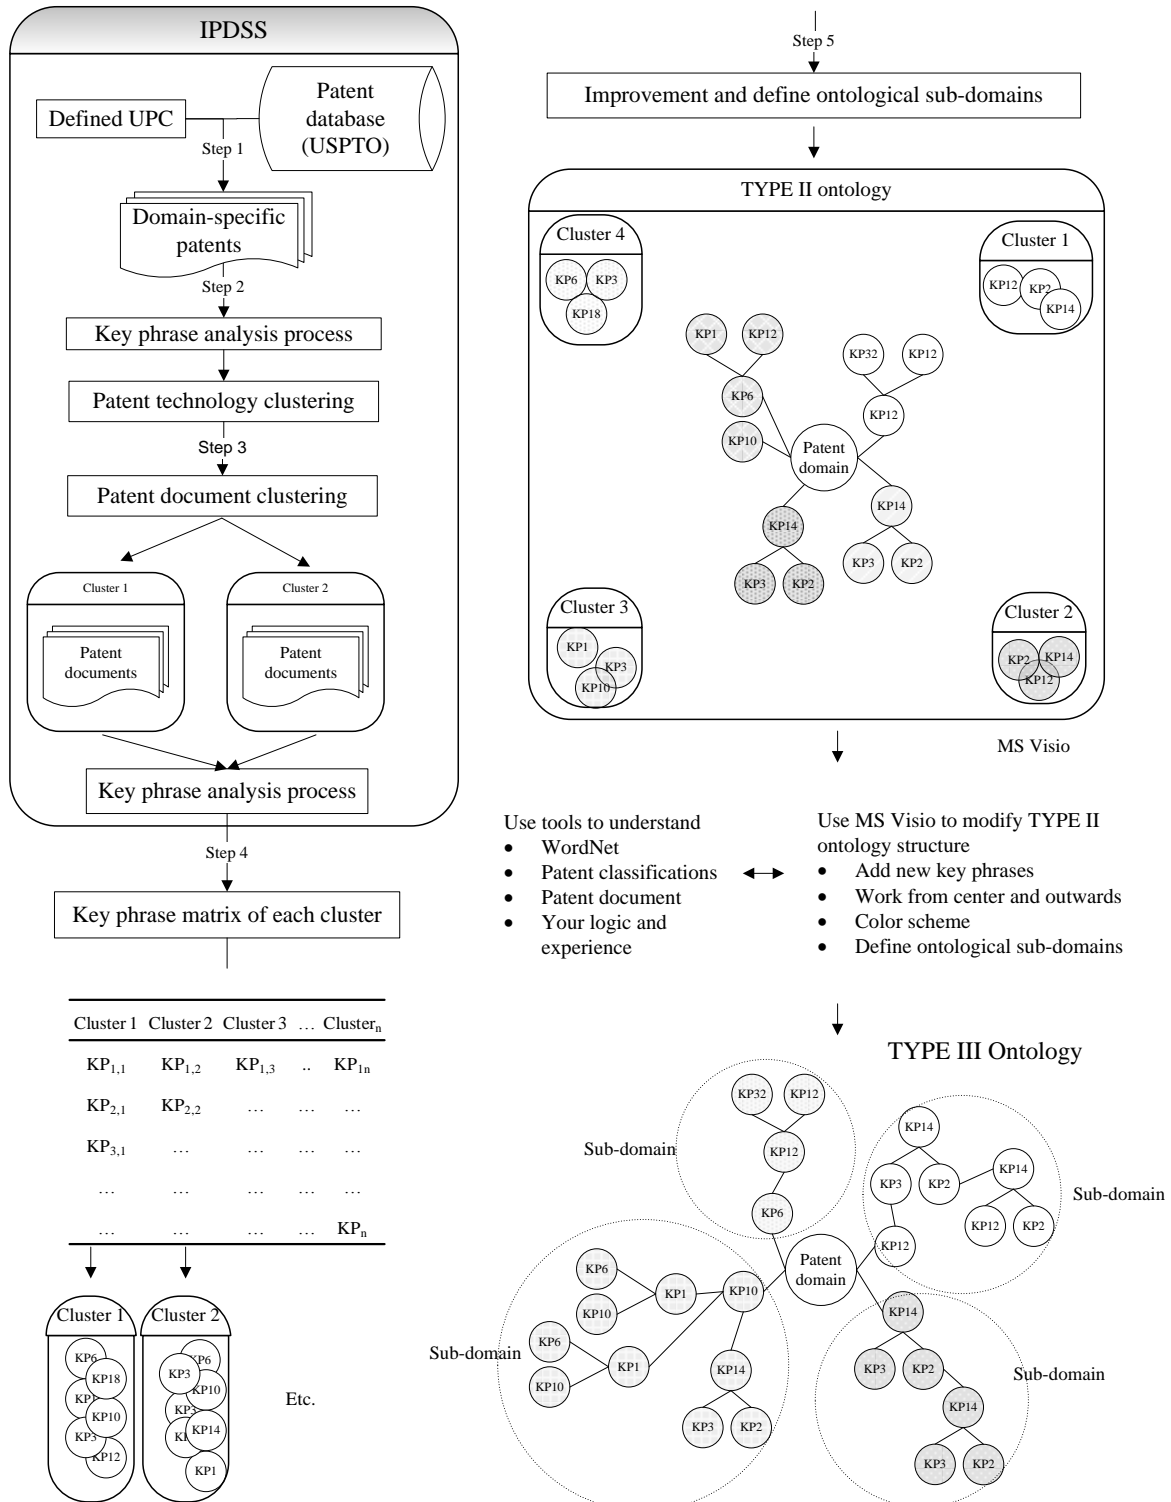 IPDSS
Defined UPC
Patent
database
(USPTO)
Step 1
Domain-specific
patents
Step 2
Key phrase analysis process
Patent technology clustering
Step 3
Patent document clustering
Cluster 1
Patent
documents
Cluster 2
Patent
documents
Key phrase analysis process
Step 4
Key phrase matrix of each cluster
Cluster 1 Cluster 2 Cluster 3 … Clustern
KP1,1 KP1,2 KP1,3 .. KP1n
KP2,1 KP2,2 … … …
KP3,1 … … … …
… … … … …
… … … … KPn
Cluster 1
KP6
KP18
KP10
KP3
KP12
Cluster 2
KP6
KP3
KP10
KP3
KP14
KP1
Etc.
Step 5
Improvement and define ontological sub-domains
TYPE II ontology
Cluster 4
KP6
KP3
KP18
Cluster 1
KP12
KP2
KP14
KP1
KP12
KP6
KP10
KP32
KP12
KP12
Patent
domain
KP14
KP3
KP2
KP14
KP3
KP2
Cluster 3
KP1
KP3
KP10
Cluster 2
KP2
KP14
KP12
MS Visio
Use tools to understand
• WordNet
• Patent classifications
• Patent document
• Your logic and
experience
Use MS Visio to modify TYPE II
ontology structure
• Add new key phrases
• Work from center and outwards
• Color scheme
• Define ontological sub-domains
TYPE III Ontology
Sub-domain
KP32
KP12
KP12
KP6
KP14
KP3
KP2
KP14
KP12
KP2
KP12
Sub-domain
Patent
domain
Sub-domain
KP6
KP10
KP1
KP10
KP6
KP10
KP1
KP14
KP3
KP2
KP14
KP3
KP2
KP14
KP3
KP2
Sub-domain